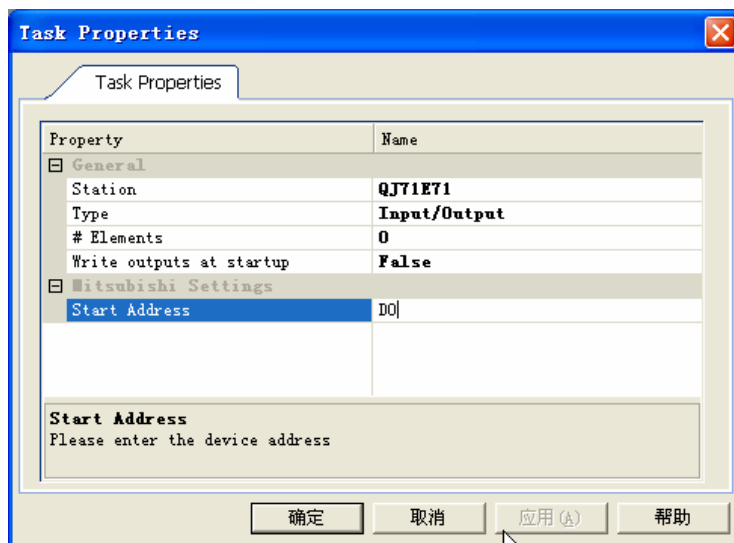 Task Properties
Task Properties
Property Name
General
Station QJ71E71
Type Input/Output
# Elements 0
Write outputs at startup False
Mitsubishi Settings
Start Address D0
Start Address
Please enter the device address
确定 取消 应用(A) 帮助